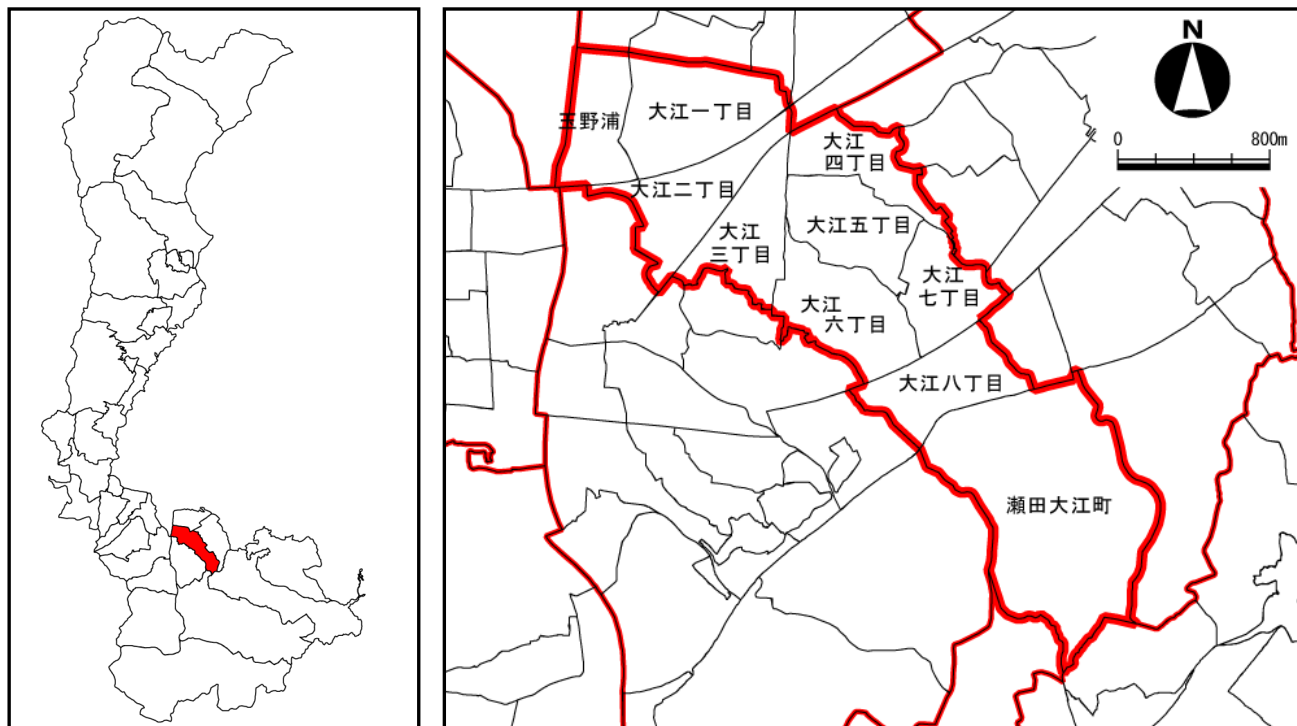 N
0 800m
玉野浦
大江一丁目
大江
四丁目
大江二丁目
大江
三丁目
大江五丁目
大江
七丁目
大江
六丁目
大江八丁目
瀬田大江町